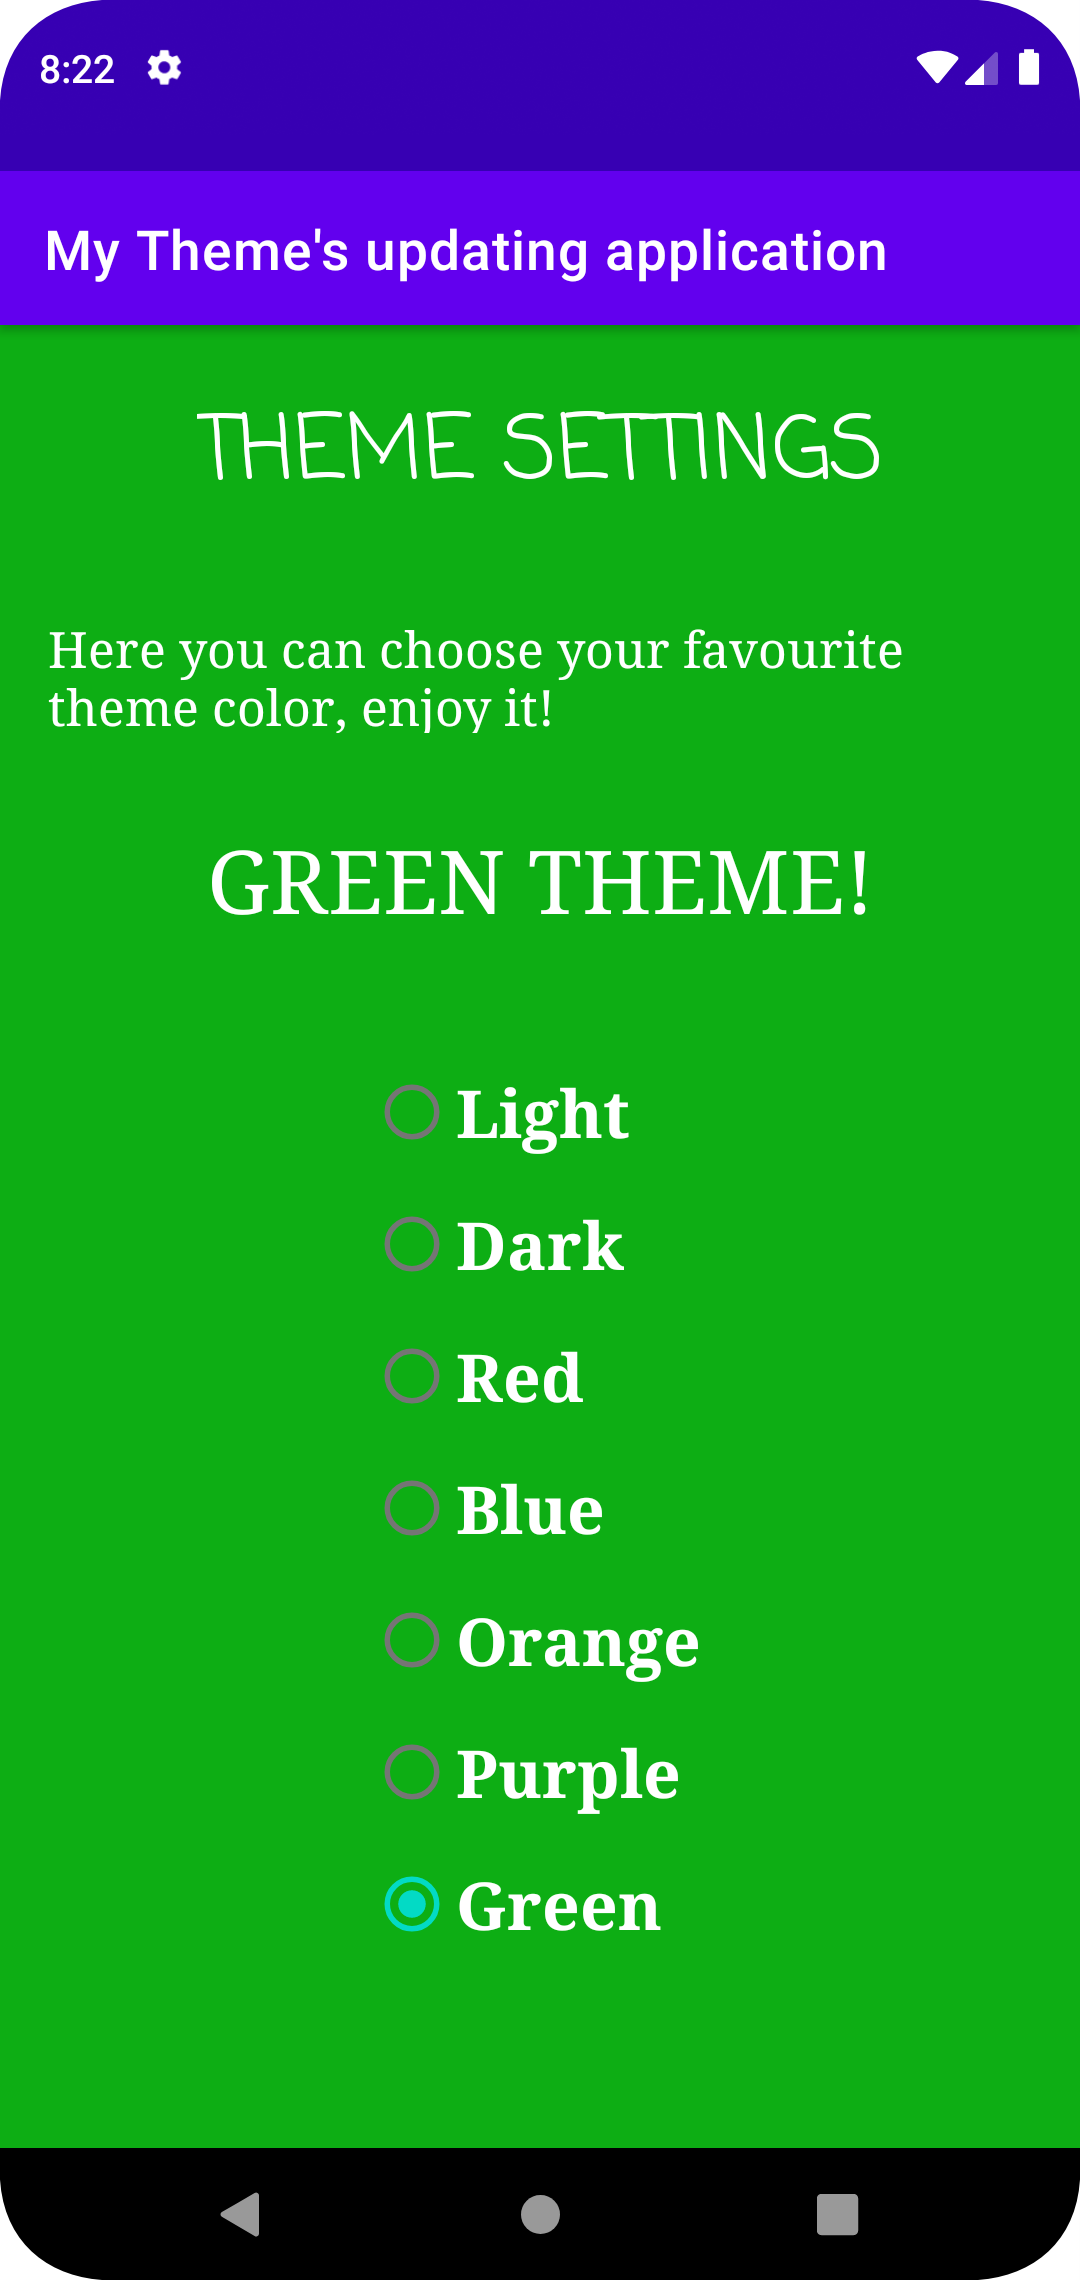 8:22
My Theme's updating application
THEME SETTINGS
Here you can choose your favourite
theme color, enjoy it!
GREEN THEME!
Light
Dark
Red
Blue
Orange
Purple
Green